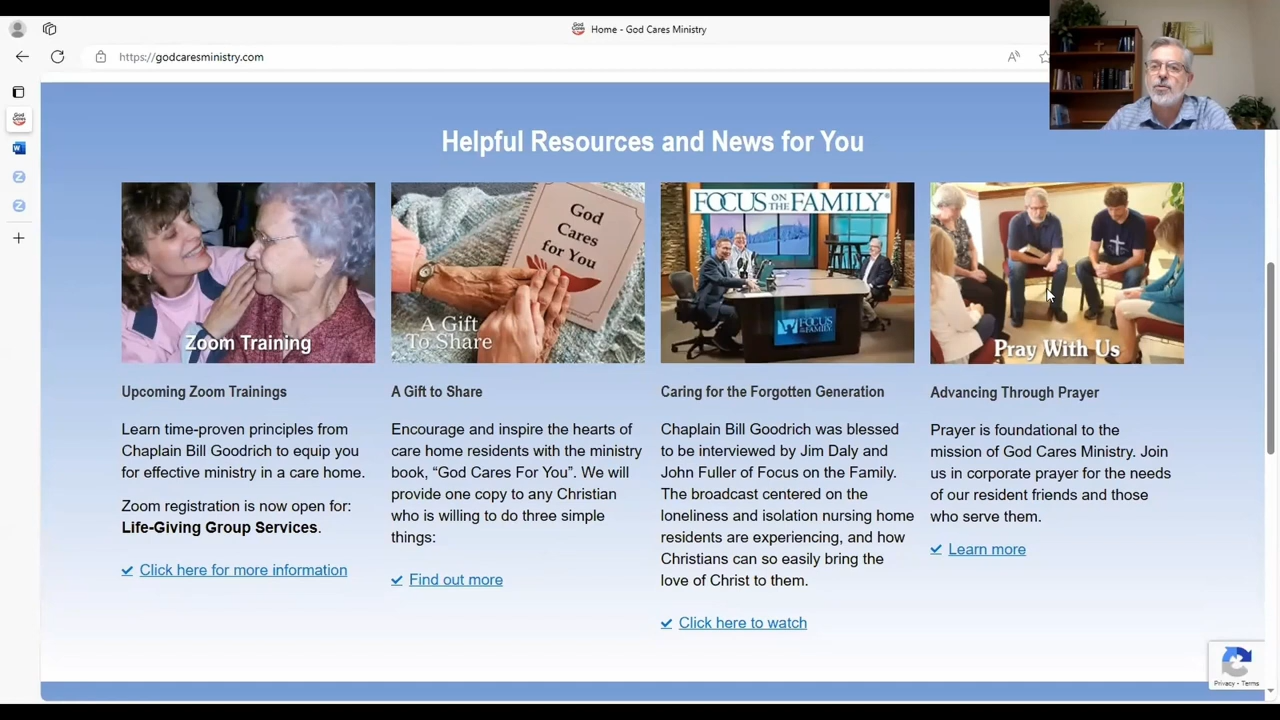 Home - God Cares Ministry
https://godcaresministry.com
Helpful Resources and News for You
Zoom Training
God
Cares
for You
A Gift
To Share
FOCUS ON THE FAMILY®
FOCUS
ON THE
FAMILY
Pray With Us
Upcoming Zoom Trainings
Learn time-proven principles from
Chaplain Bill Goodrich to equip you
for effective ministry in a care home.
Zoom registration is now open for:
Life-Giving Group Services.
Click here for more information
A Gift to Share
Encourage and inspire the hearts of
care home residents with the ministry
book, “God Cares For You”. We will
provide one copy to any Christian
who is willing to do three simple
things:
Find out more
Caring for the Forgotten Generation
Chaplain Bill Goodrich was blessed
to be interviewed by Jim Daly and
John Fuller of Focus on the Family.
The broadcast centered on the
loneliness and isolation nursing home
residents are experiencing, and how
Christians can so easily bring the
love of Christ to them.
Click here to watch
Advancing Through Prayer
Prayer is foundational to the
mission of God Cares Ministry. Join
us in corporate prayer for the needs
of our resident friends and those
who serve them.
Learn more
Privacy - Terms